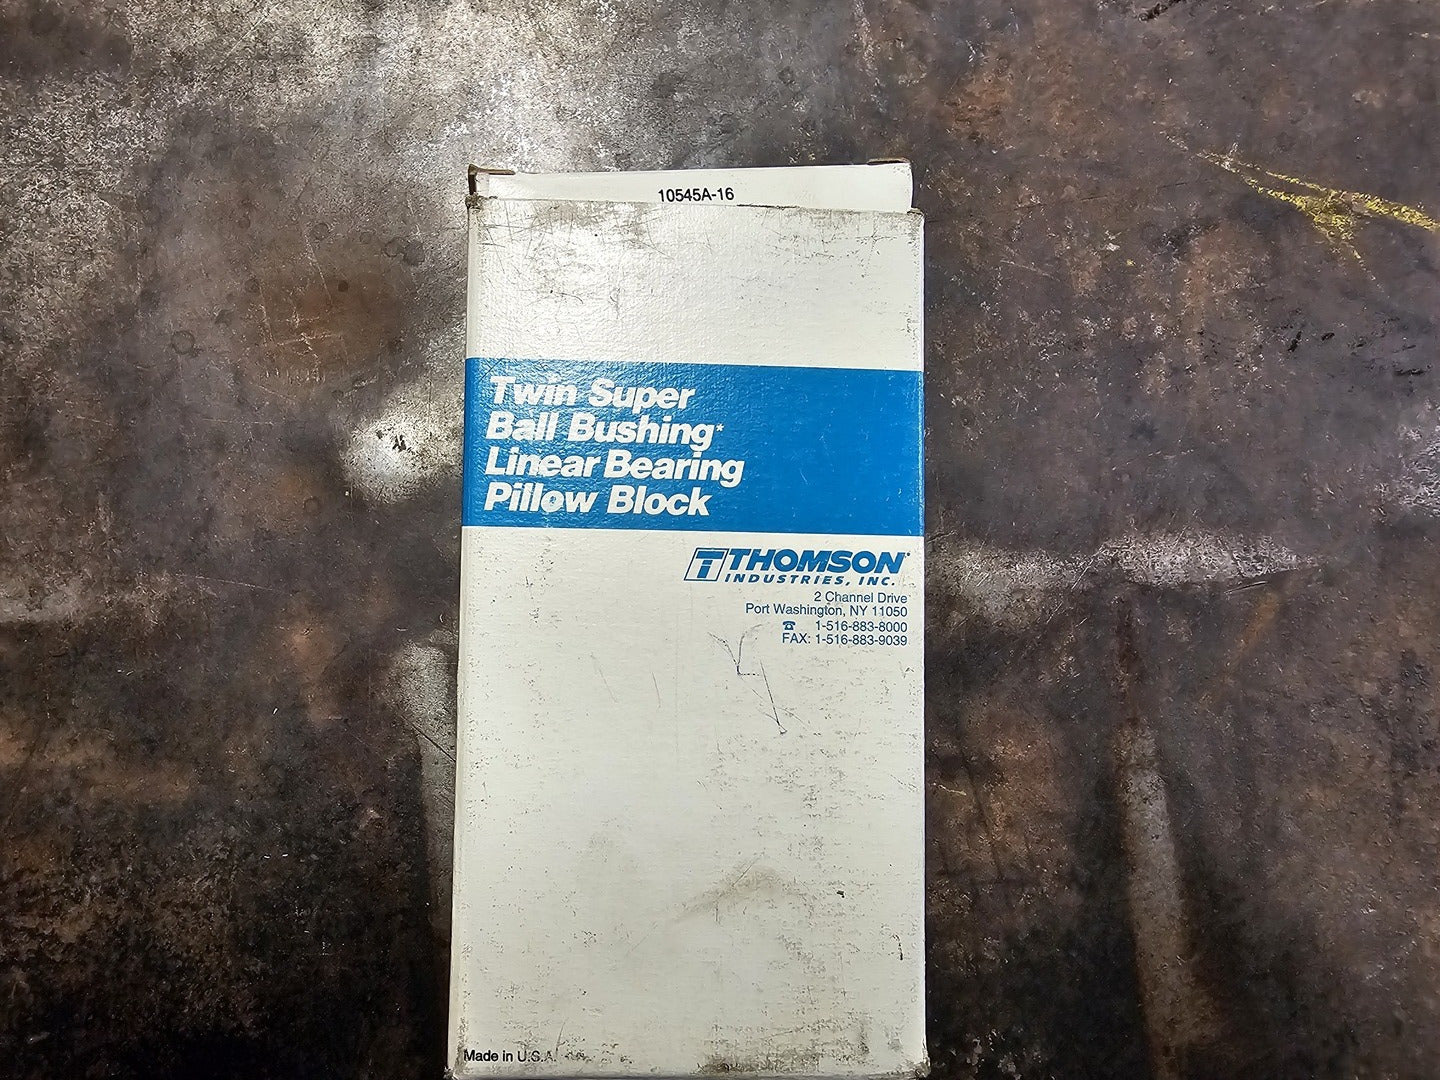 10545A-16
Twin Super
Ball Bushing*
Linear Bearing
Pillow Block
THOMSON
INDUSTRIES, INC.
2 Channel Drive
Port Washington, NY 11050
☎ 1-516-883-8000
FAX: 1-516-883-9039
Made in U.S.A.